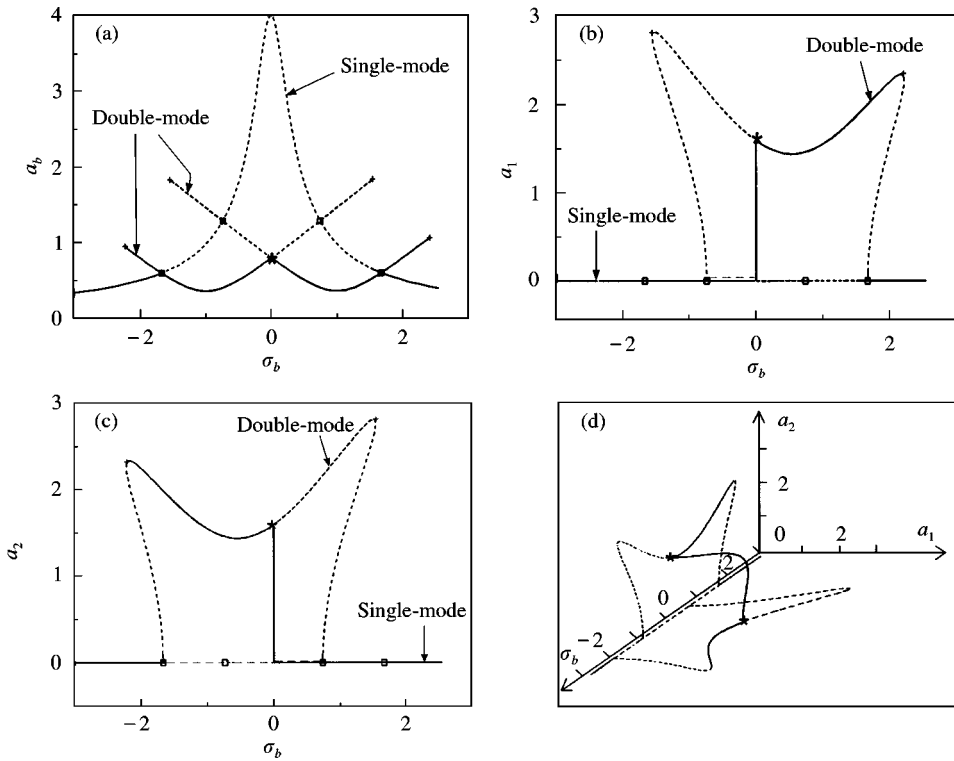 (a)
4
3
2
1
0
a_b
Single-mode
Double-mode
−2
0
2
σ_b
(b)
3
2
1
0
a_1
Double-mode
Single-mode
−2
0
2
σ_b
(c)
3
2
1
0
a_2
Double-mode
Single-mode
−2
0
2
σ_b
(d)
a_2
2
0
2
a_1
2
0
−2
σ_b